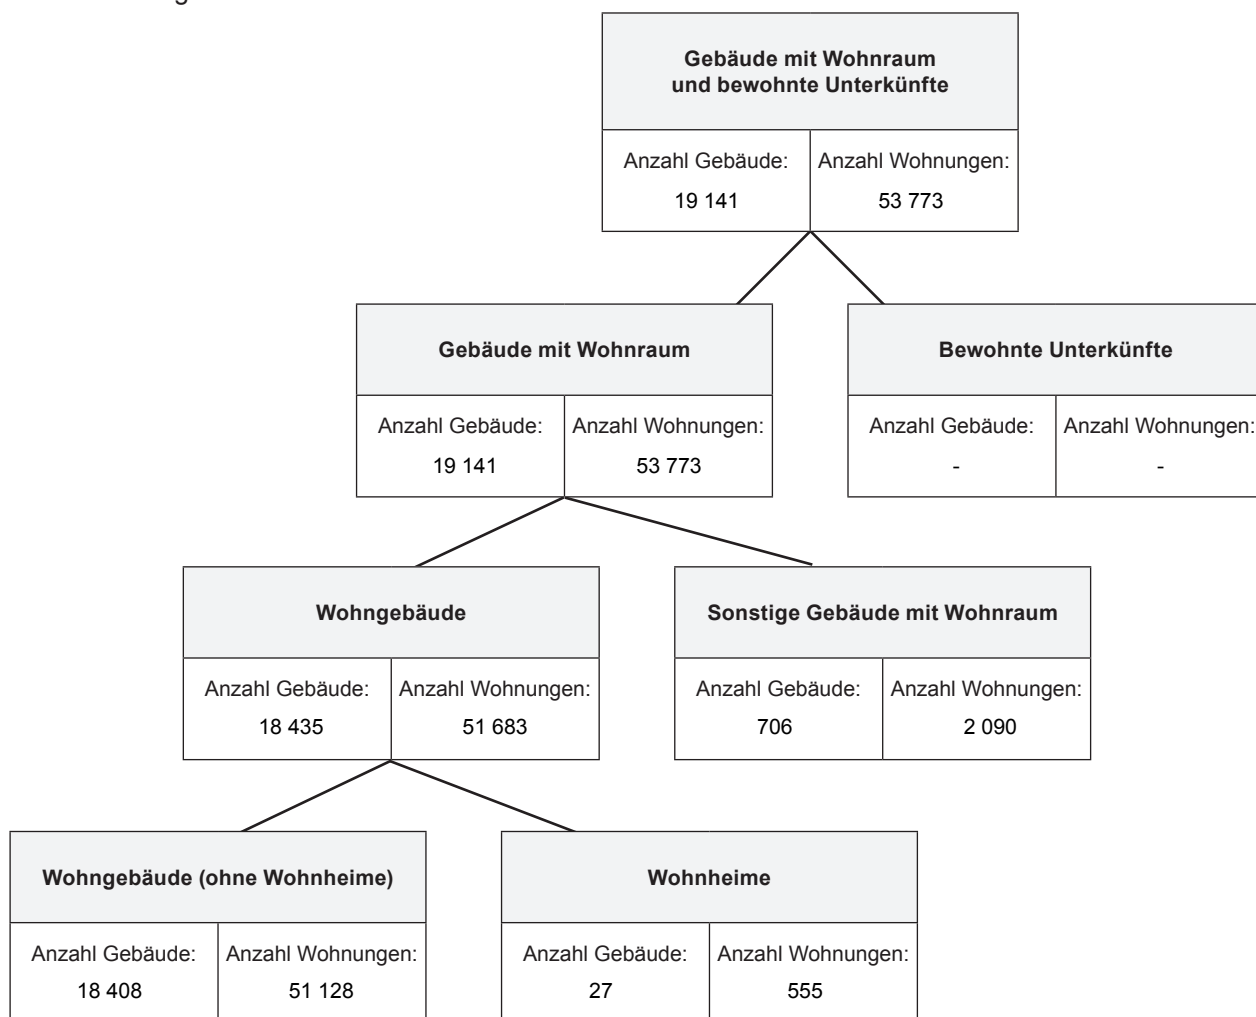 Gebäude mit Wohnraum
und bewohnte Unterkünfte
Anzahl Gebäude: Anzahl Wohnungen:
19 141 53 773
Gebäude mit Wohnraum Bewohnte Unterkünfte
Anzahl Gebäude: Anzahl Wohnungen: Anzahl Gebäude: Anzahl Wohnungen:
19 141 53 773 - -
Wohngebäude Sonstige Gebäude mit Wohnraum
Anzahl Gebäude: Anzahl Wohnungen: Anzahl Gebäude: Anzahl Wohnungen:
18 435 51 683 706 2 090
Wohngebäude (ohne Wohnheime) Wohnheime
Anzahl Gebäude: Anzahl Wohnungen: Anzahl Gebäude: Anzahl Wohnungen:
18 408 51 128 27 555